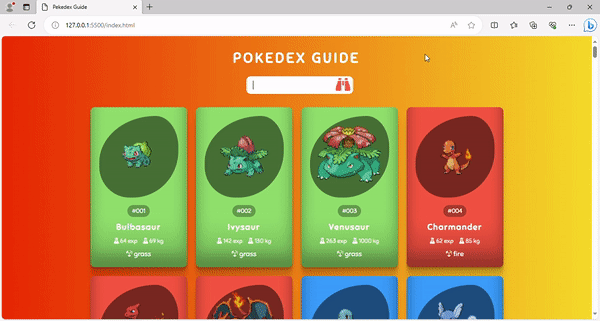 Pekedex Guide
127.0.0.1:5500/index.html
POKEDEX GUIDE
#001
Bulbasaur
64 exp 69 kg
grass
#002
Ivysaur
142 exp 130 kg
grass
#003
Venusaur
263 exp 1000 kg
grass
#004
Charmander
62 exp 85 kg
fire